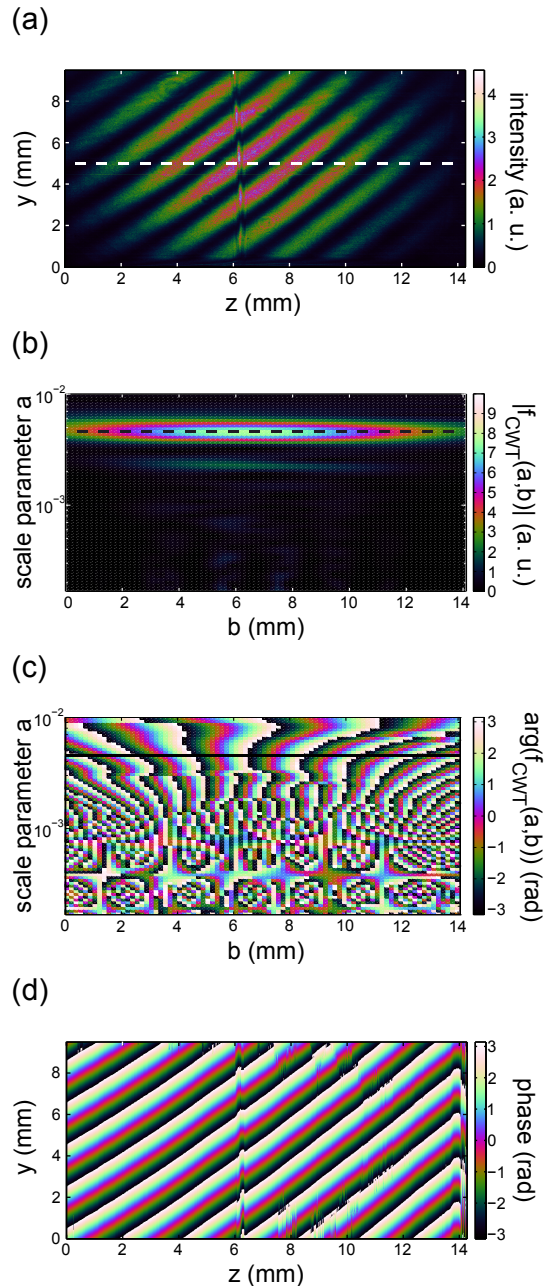 (a)
y (mm)
8
6
4
2
0
0 2 4 6 8 10 12 14
z (mm)
4
3
2
1
0
intensity (a. u.)
(b)
scale parameter a
10⁻²
10⁻³
0 2 4 6 8 10 12 14
b (mm)
9
8
7
6
5
4
3
2
1
0
|f_CWT(a,b)| (a. u.)
(c)
scale parameter a
10⁻²
10⁻³
0 2 4 6 8 10 12 14
b (mm)
3
2
1
0
−1
−2
−3
arg(f_CWT(a,b)) (rad)
(d)
y (mm)
8
6
4
2
0
0 2 4 6 8 10 12 14
z (mm)
3
2
1
0
−1
−2
−3
phase (rad)